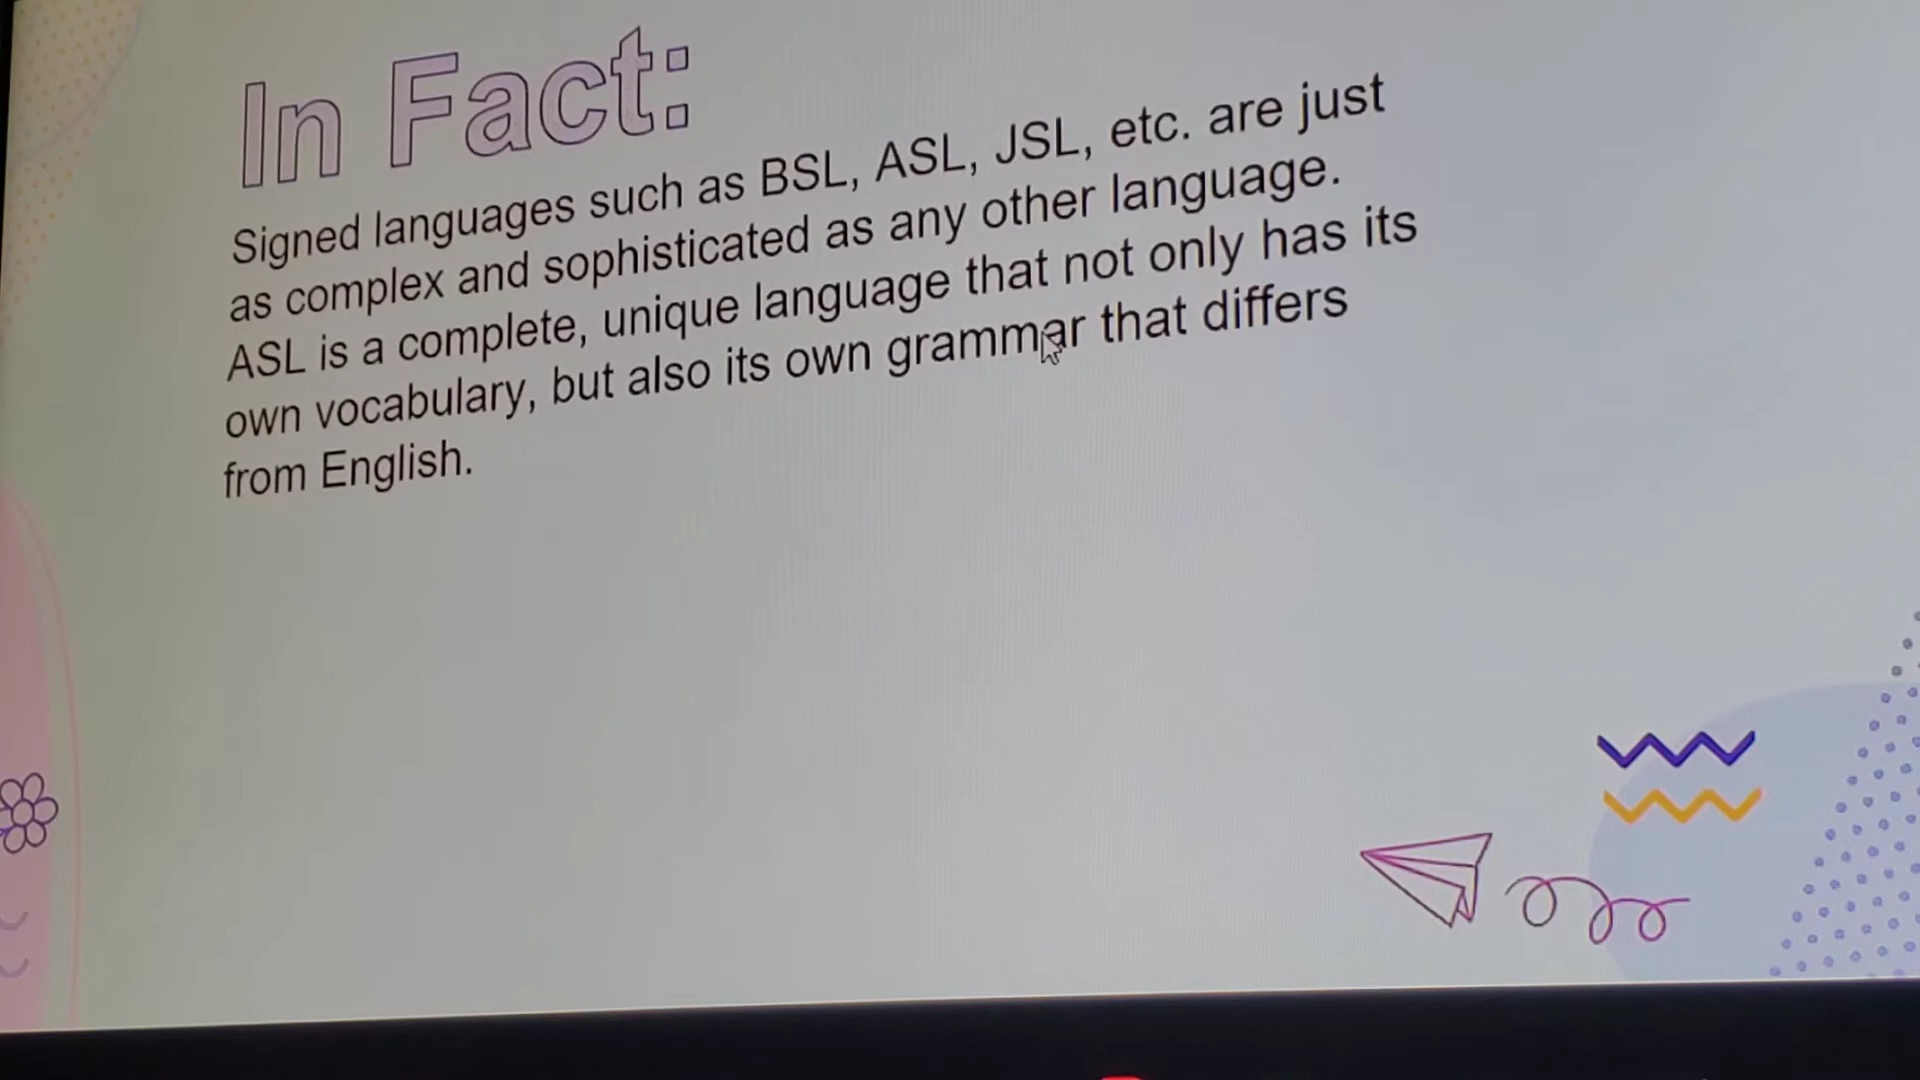 In Fact:
Signed languages such as BSL, ASL, JSL, etc. are just
as complex and sophisticated as any other language.
ASL is a complete, unique language that not only has its
own vocabulary, but also its own grammar that differs
from English.